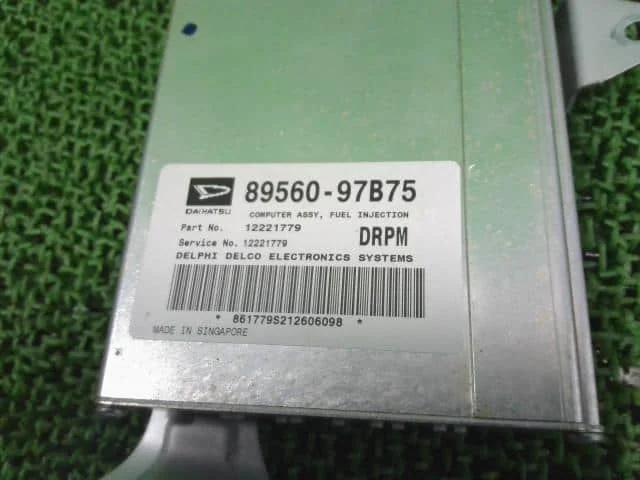 DAIHATSU
89560-97B75
COMPUTER ASSY, FUEL INJECTION
Part No. 12221779
Service No. 12221779
DRPM
DELPHI DELCO ELECTRONICS SYSTEMS
* 861779S212606098 *
MADE IN SINGAPORE